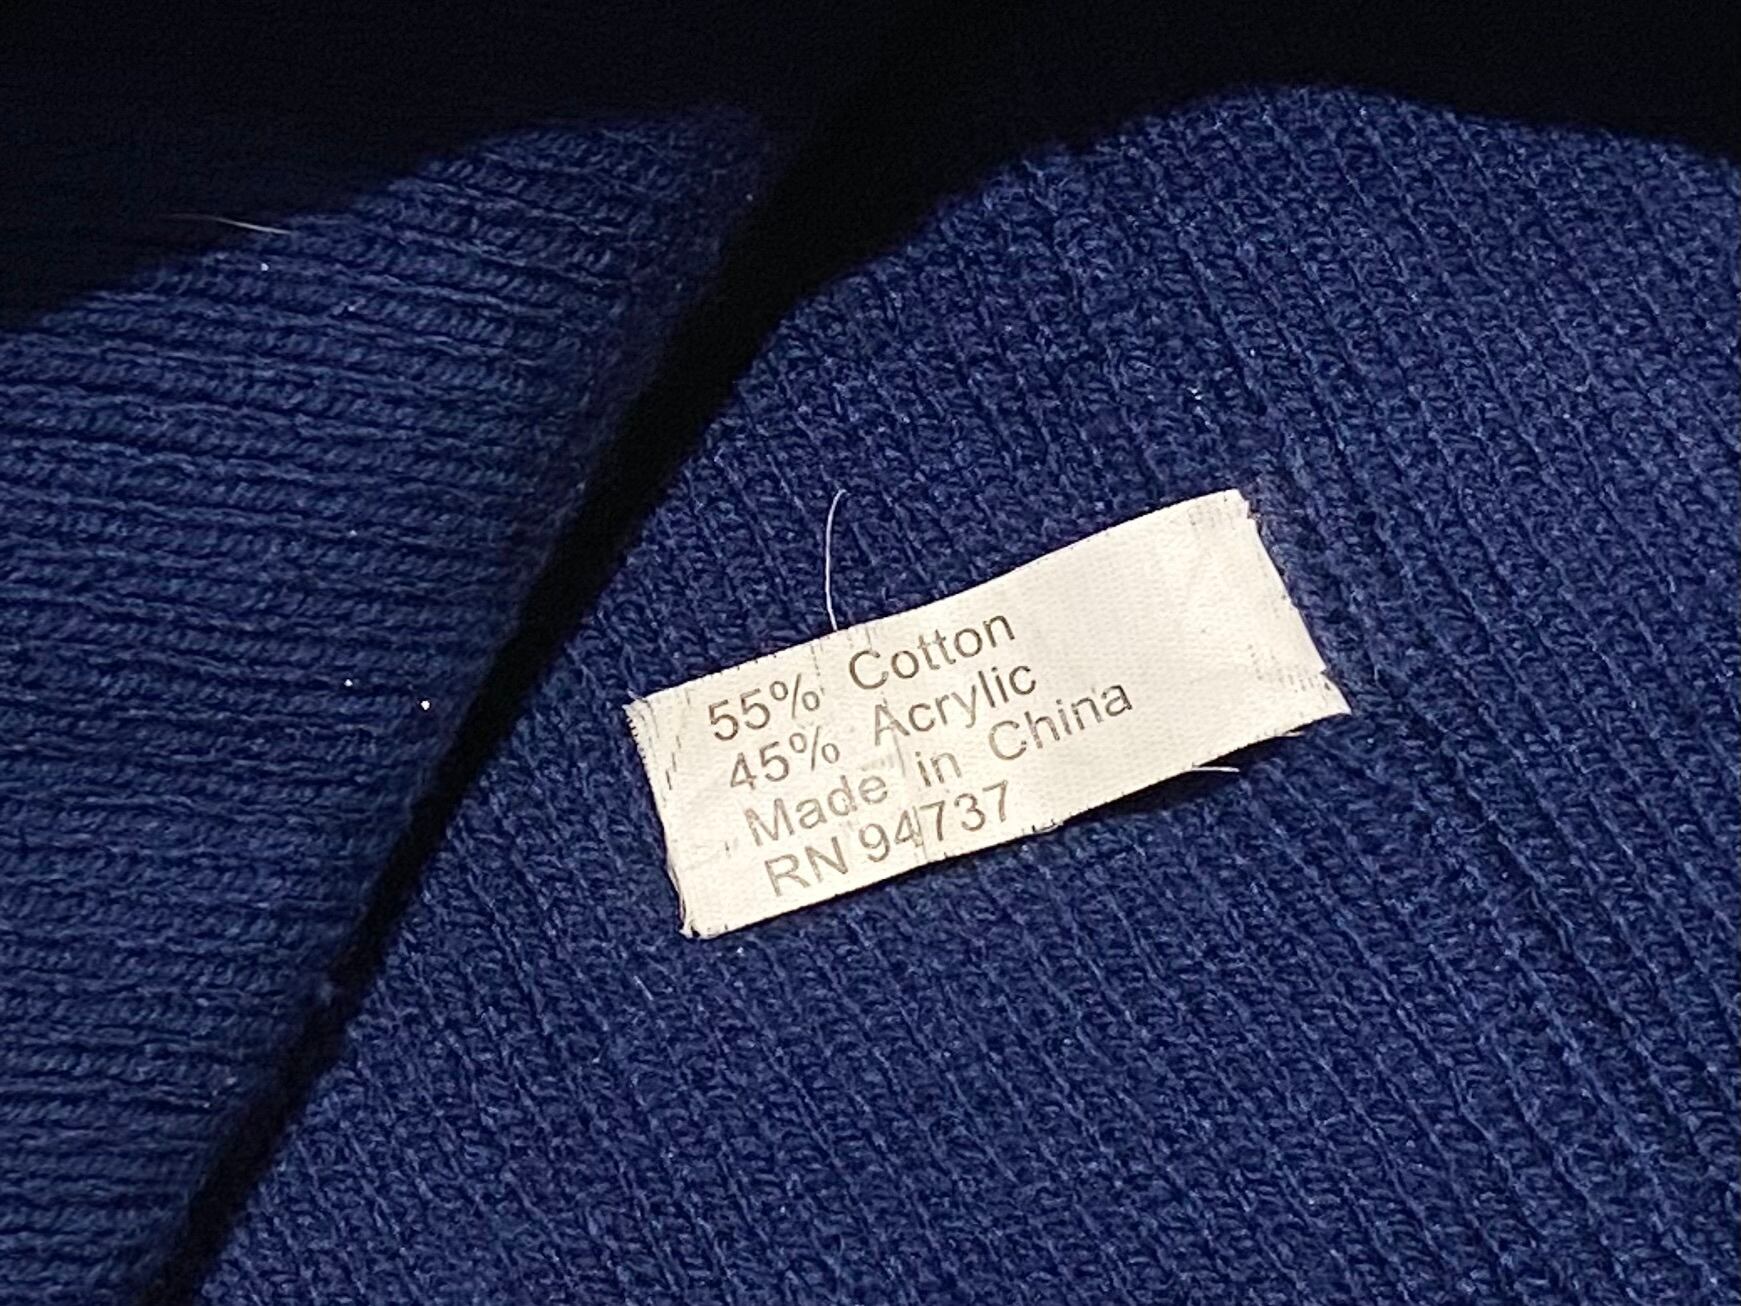 55% Cotton
45% Acrylic
Made in China
RN 94737